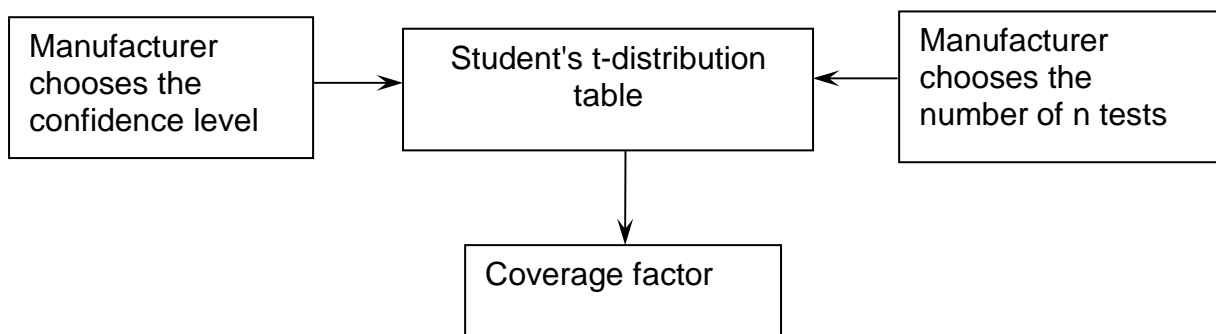 Manufacturer
chooses the
confidence level
Student's t-distribution
table
Manufacturer
chooses the
number of n tests
Coverage factor